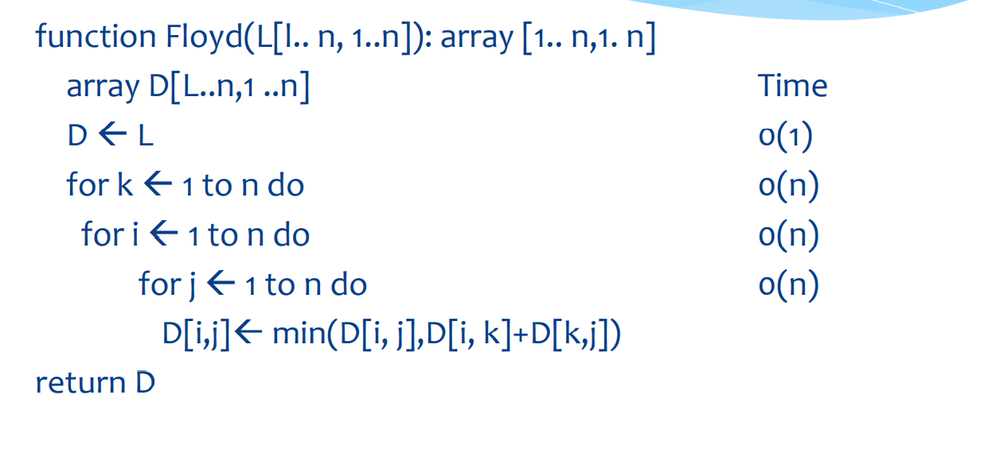 function Floyd(L[l.. n, 1..n]): array [1.. n,1. n]
array D[L..n,1 ..n] Time
D ← L o(1)
for k ← 1 to n do o(n)
for i ← 1 to n do o(n)
for j ← 1 to n do o(n)
D[i,j]← min(D[i, j],D[i, k]+D[k,j])
return D